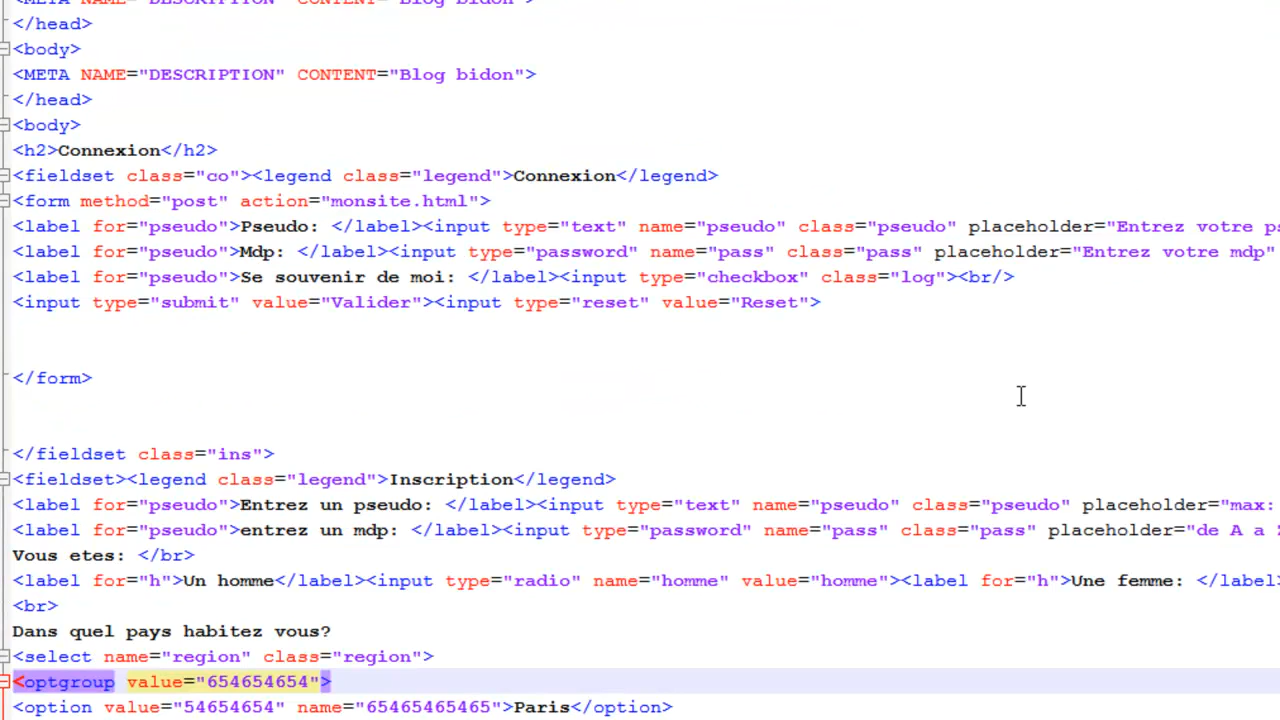 <META NAME="DESCRIPTION" CONTENT="Blog bidon">
</head>
<body>
<META NAME="DESCRIPTION" CONTENT="Blog bidon">
</head>
<body>
<h2>Connexion</h2>
<fieldset class="co"><legend class="legend">Connexion</legend>
<form method="post" action="monsite.html">
<label for="pseudo">Pseudo: </label><input type="text" name="pseudo" class="pseudo" placeholder="Entrez votre ps
<label for="pseudo">Mdp: </label><input type="password" name="pass" class="pass" placeholder="Entrez votre mdp"
<label for="pseudo">Se souvenir de moi: </label><input type="checkbox" class="log"><br/>
<input type="submit" value="Valider"><input type="reset" value="Reset">
</form>
</fieldset class="ins">
<fieldset><legend class="legend">Inscription</legend>
<label for="pseudo">Entrez un pseudo: </label><input type="text" name="pseudo" class="pseudo" placeholder="max:
<label for="pseudo">entrez un mdp: </label><input type="password" name="pass" class="pass" placeholder="de A a
Vous etes: </br>
<label for="h">Un homme</label><input type="radio" name="homme" value="homme"><label for="h">Une femme: </label>
<br>
Dans quel pays habitez vous?
<select name="region" class="region">
<optgroup value="654654654">
<option value="54654654" name="65465465465">Paris</option>